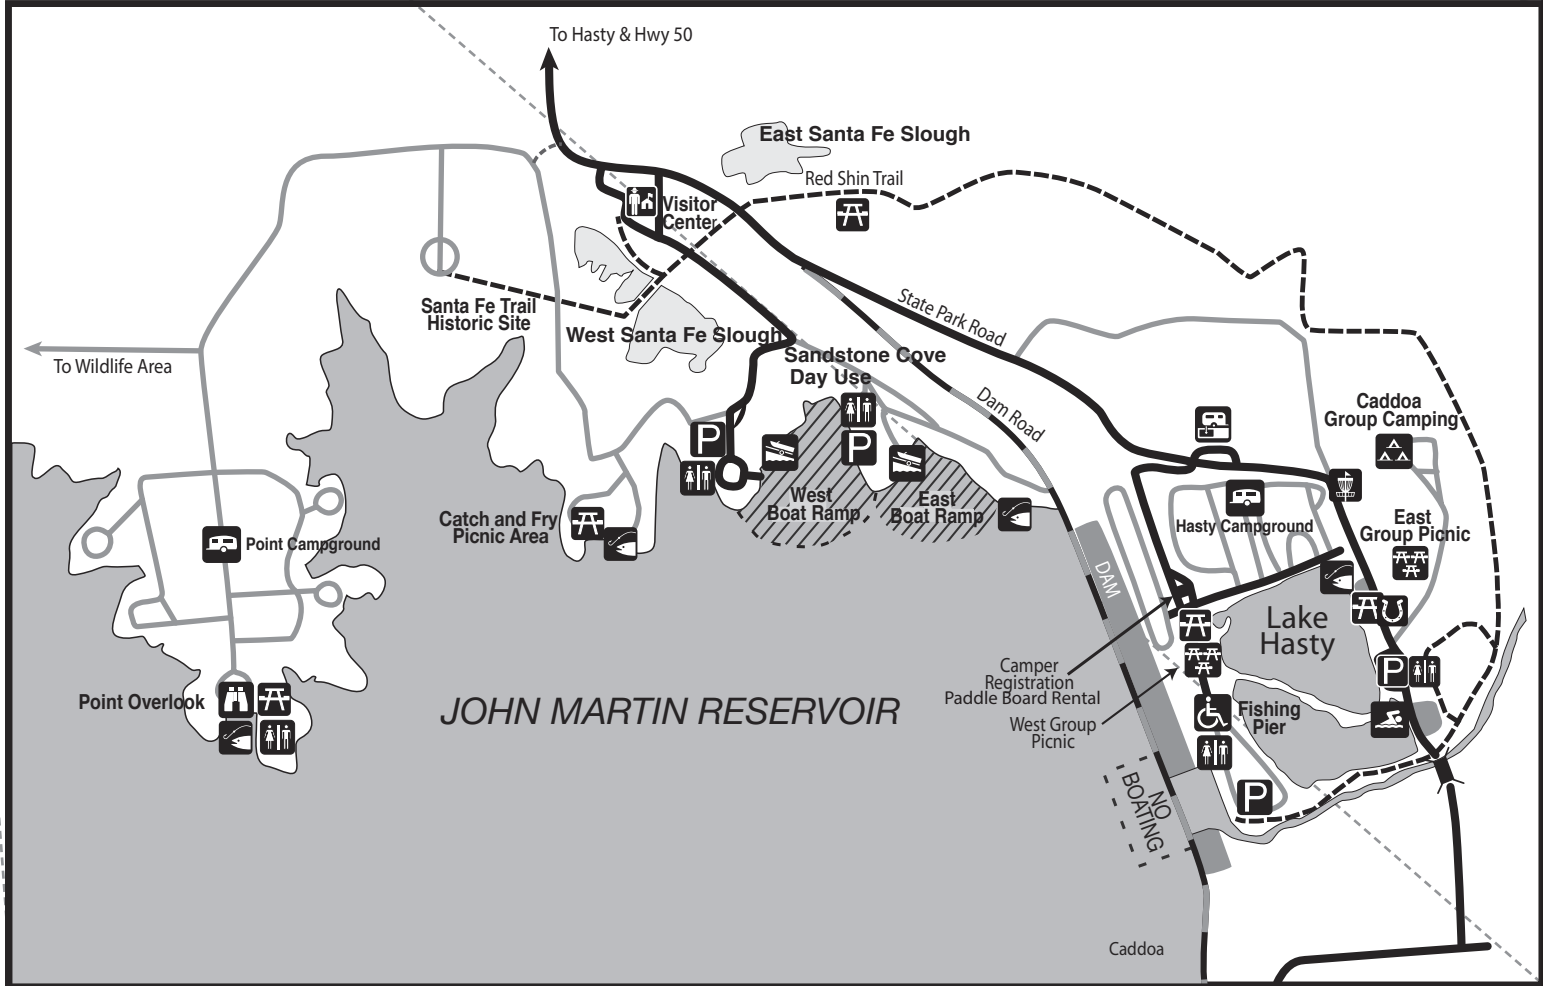 To Hasty & Hwy 50
East Santa Fe Slough
Red Shin Trail
Visitor
Center
Santa Fe Trail
Historic Site
State Park Road
West Santa Fe Slough
To Wildlife Area
Sandstone Cove
Day Use
Dam Road
Caddoa
Group Camping
P
P
West
Boat Ramp
East
Boat Ramp
Hasty Campground
East
Group Picnic
Catch and Fry
Picnic Area
Point Campground
DAM
Lake
Hasty
Camper
Registration
Paddle Board Rental
P
Point Overlook
JOHN MARTIN RESERVOIR
West Group
Picnic
Fishing
Pier
NO
BOATING
P
Caddoa